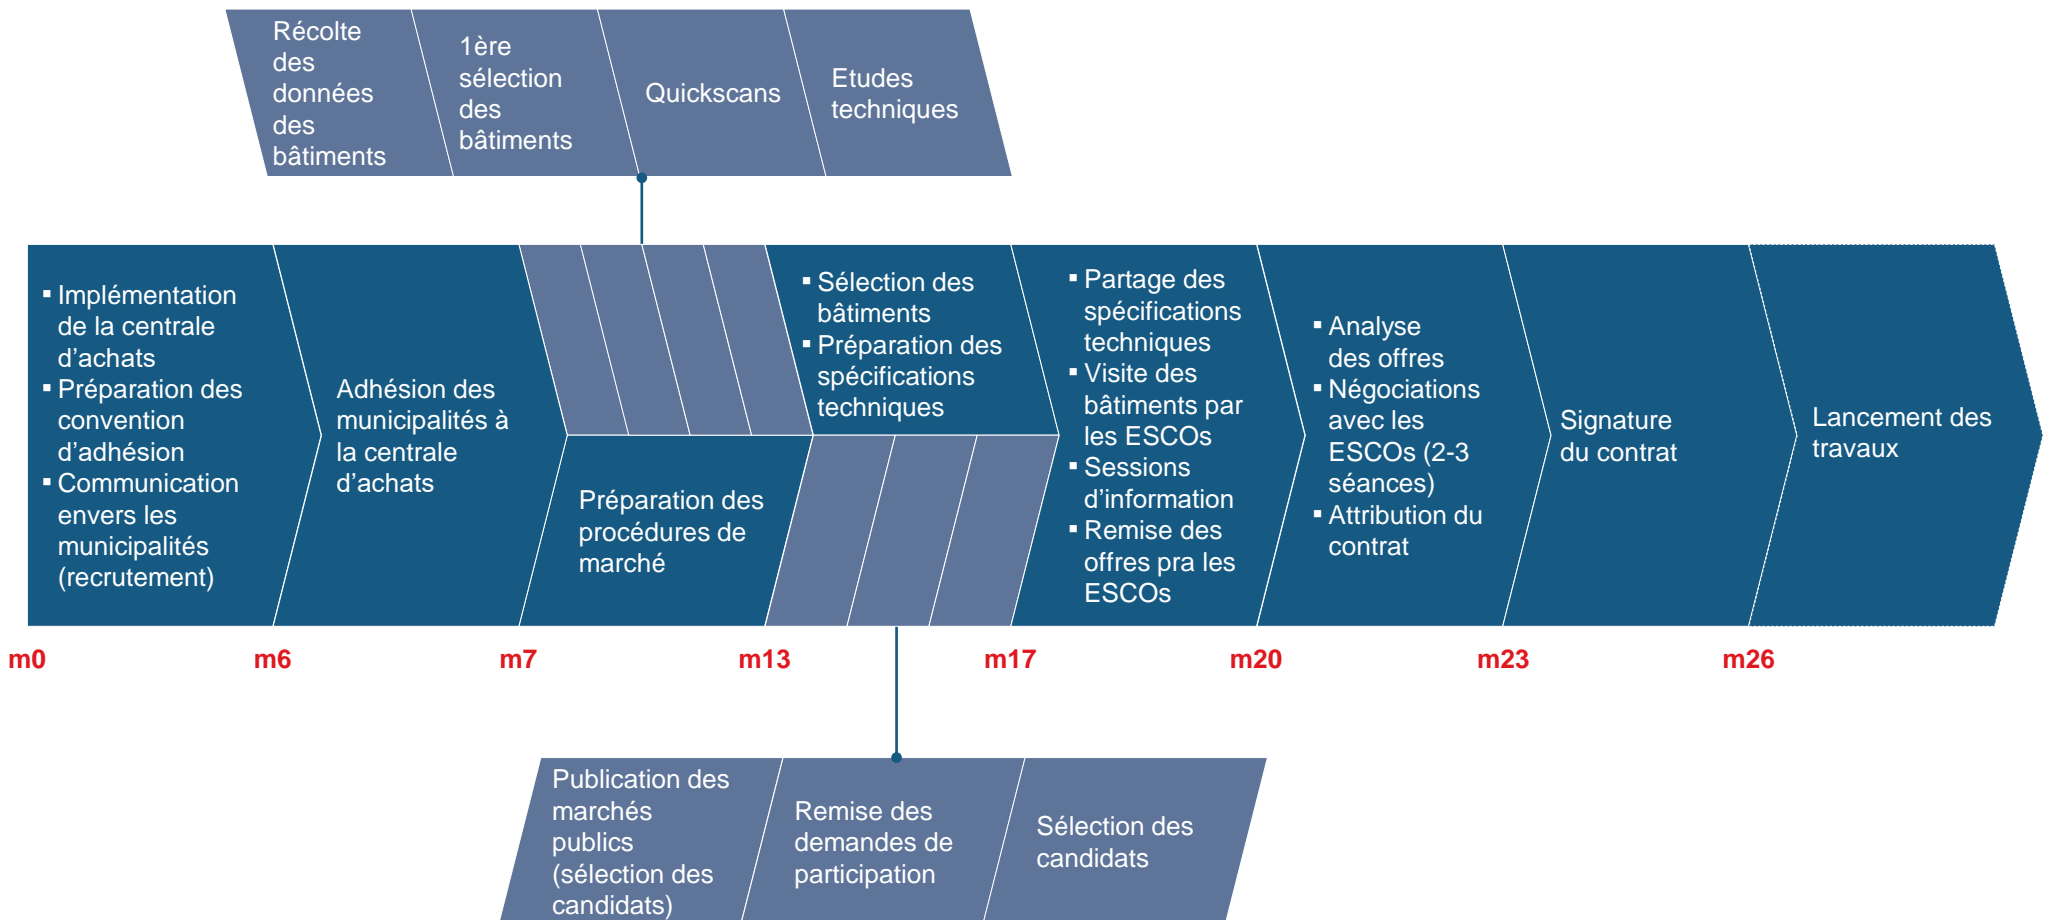 Récolte
des
données
des
bâtiments
1ère
sélection
des
bâtiments
Quickscans
Etudes
techniques
▪ Implémentation
de la centrale
d’achats
▪ Préparation des
convention
d’adhésion
▪ Communication
envers les
municipalités
(recrutement)
Adhésion des
municipalités à
la centrale
d’achats
Préparation des
procédures de
marché
▪ Sélection des
bâtiments
▪ Préparation des
spécifications
techniques
▪ Partage des
spécifications
techniques
▪ Visite des
bâtiments par
les ESCOs
▪ Sessions
d’information
▪ Remise des
offres pra les
ESCOs
▪ Analyse
des offres
▪ Négociations
avec les
ESCOs (2-3
séances)
▪ Attribution du
contrat
Signature
du contrat
Lancement des
travaux
m0
m6
m7
m13
m17
m20
m23
m26
Publication des
marchés
publics
(sélection des
candidats)
Remise des
demandes de
participation
Sélection des
candidats